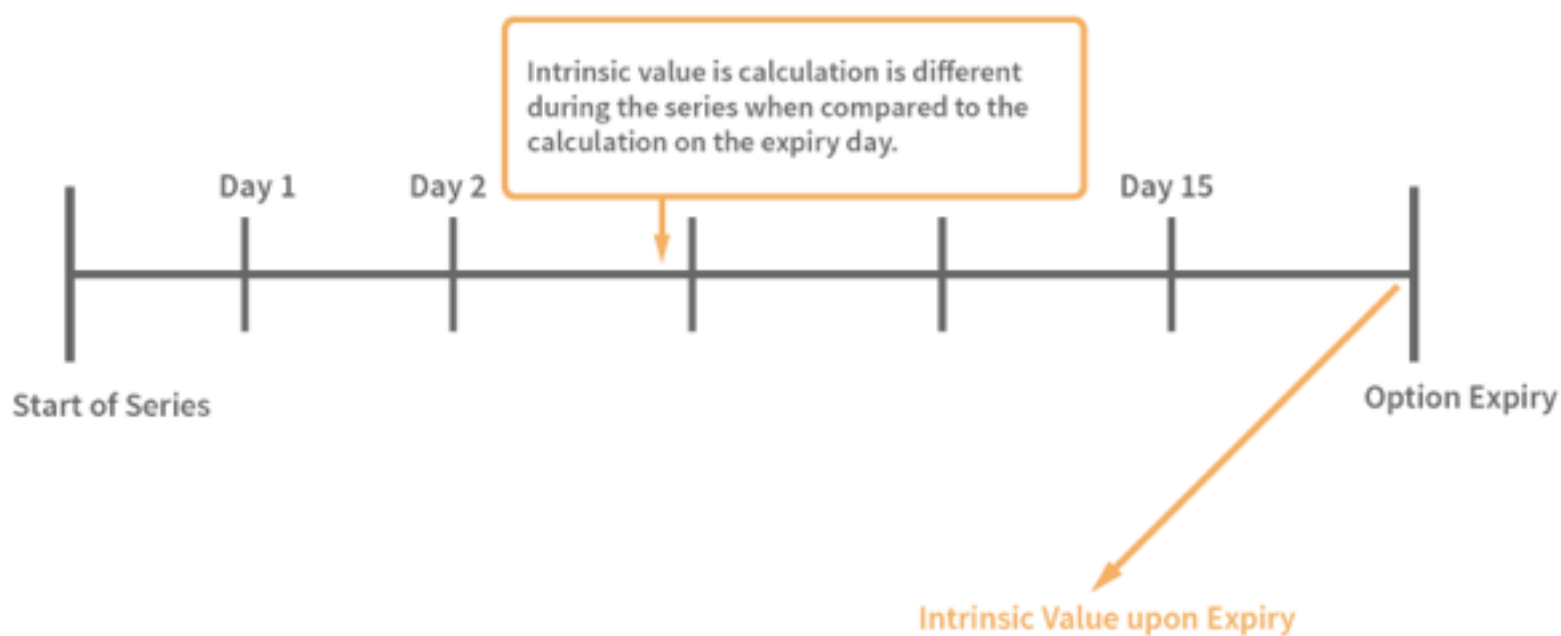 Intrinsic value is calculation is different
during the series when compared to the
calculation on the expiry day.
Day 1
Day 2
Day 15
Start of Series
Option Expiry
Intrinsic Value upon Expiry